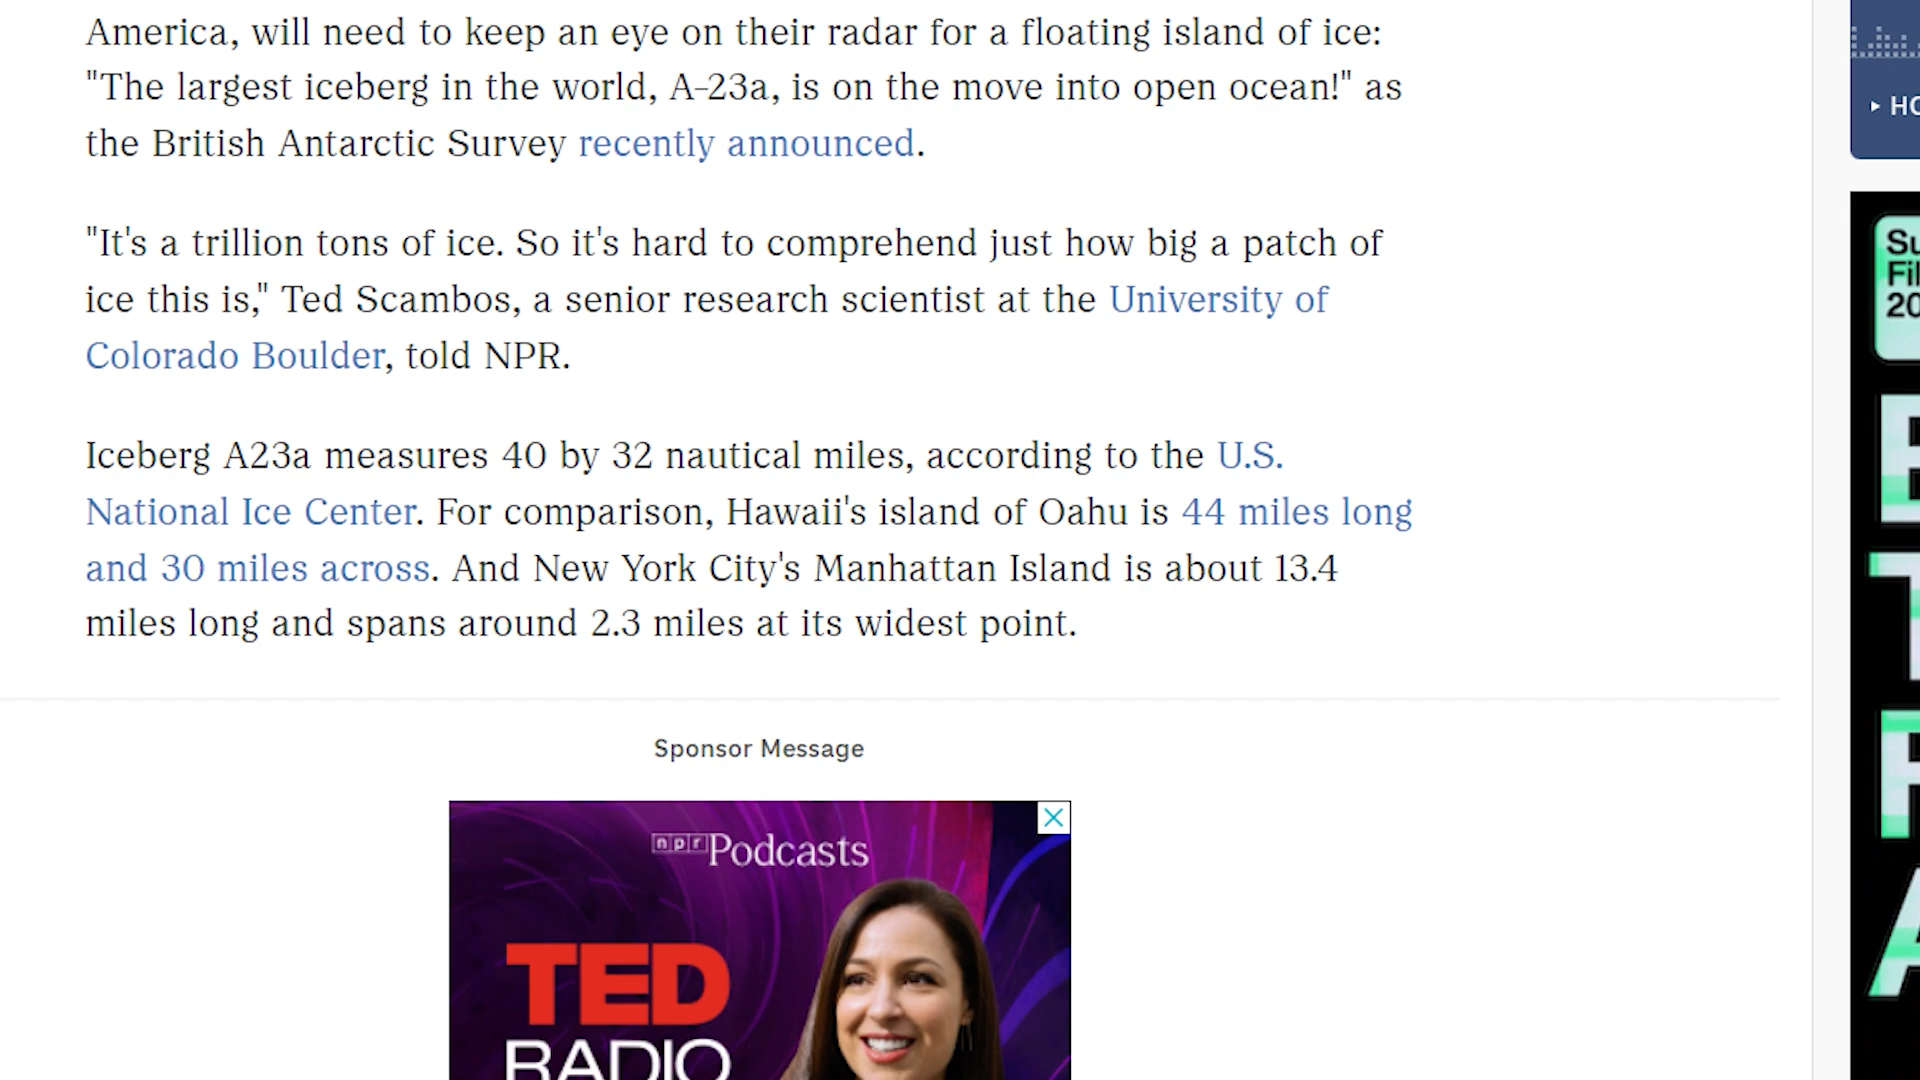 America, will need to keep an eye on their radar for a floating island of ice:
"The largest iceberg in the world, A-23a, is on the move into open ocean!" as
the British Antarctic Survey recently announced.
"It's a trillion tons of ice. So it's hard to comprehend just how big a patch of
ice this is," Ted Scambos, a senior research scientist at the University of
Colorado Boulder, told NPR.
Iceberg A23a measures 40 by 32 nautical miles, according to the U.S.
National Ice Center. For comparison, Hawaii's island of Oahu is 44 miles long
and 30 miles across. And New York City's Manhattan Island is about 13.4
miles long and spans around 2.3 miles at its widest point.
Sponsor Message
npr Podcasts
TED
RADIO